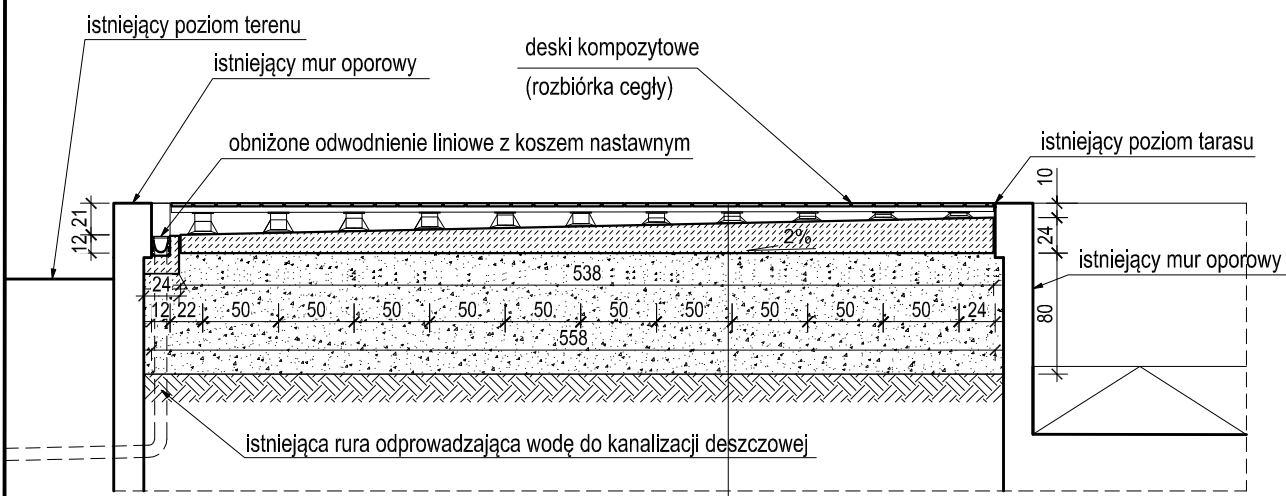 istniejący poziom terenu
istniejący mur oporowy
deski kompozytowe
(rozbiórka cegły)
obniżone odwodnienie liniowe z koszem nastawnym
istniejący poziom tarasu
10
21
12
24
2%
istniejący mur oporowy
538
24
12 22 50 50 50 50 50 50 50 50 50 50 24
80
558
istniejąca rura odprowadzająca wodę do kanalizacji deszczowej